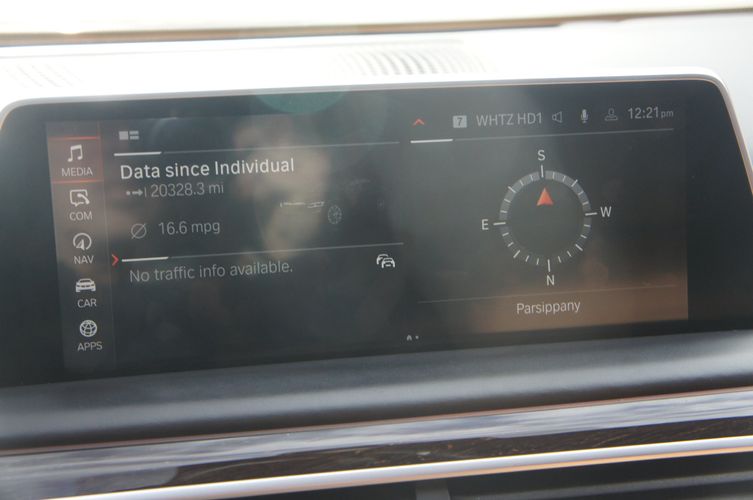 7 WHTZ HD1 12:21pm
MEDIA
COM
NAV
CAR
APPS
Data since Individual
20328.3 mi
16.6 mpg
No traffic info available.
S
E W
N
Parsippany